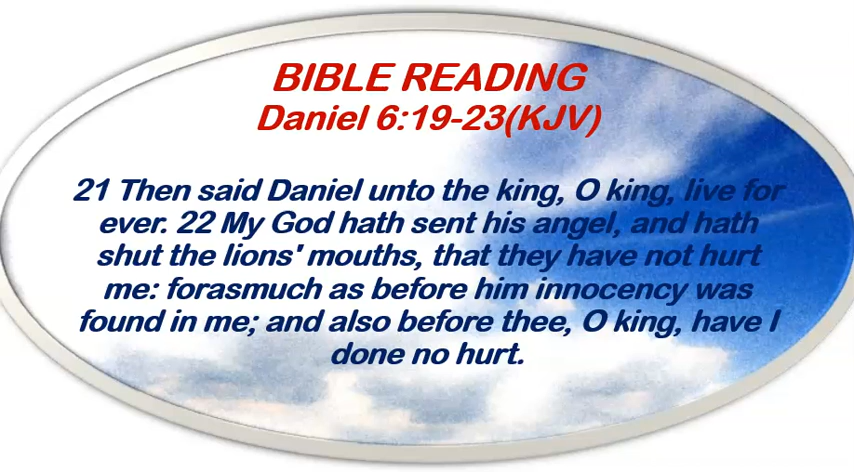 BIBLE READING
Daniel 6:19-23(KJV)
21 Then said Daniel unto the king, O king, live for
ever. 22 My God hath sent his angel, and hath
shut the lions' mouths, that they have not hurt
me: forasmuch as before him innocency was
found in me; and also before thee, O king, have I
done no hurt.